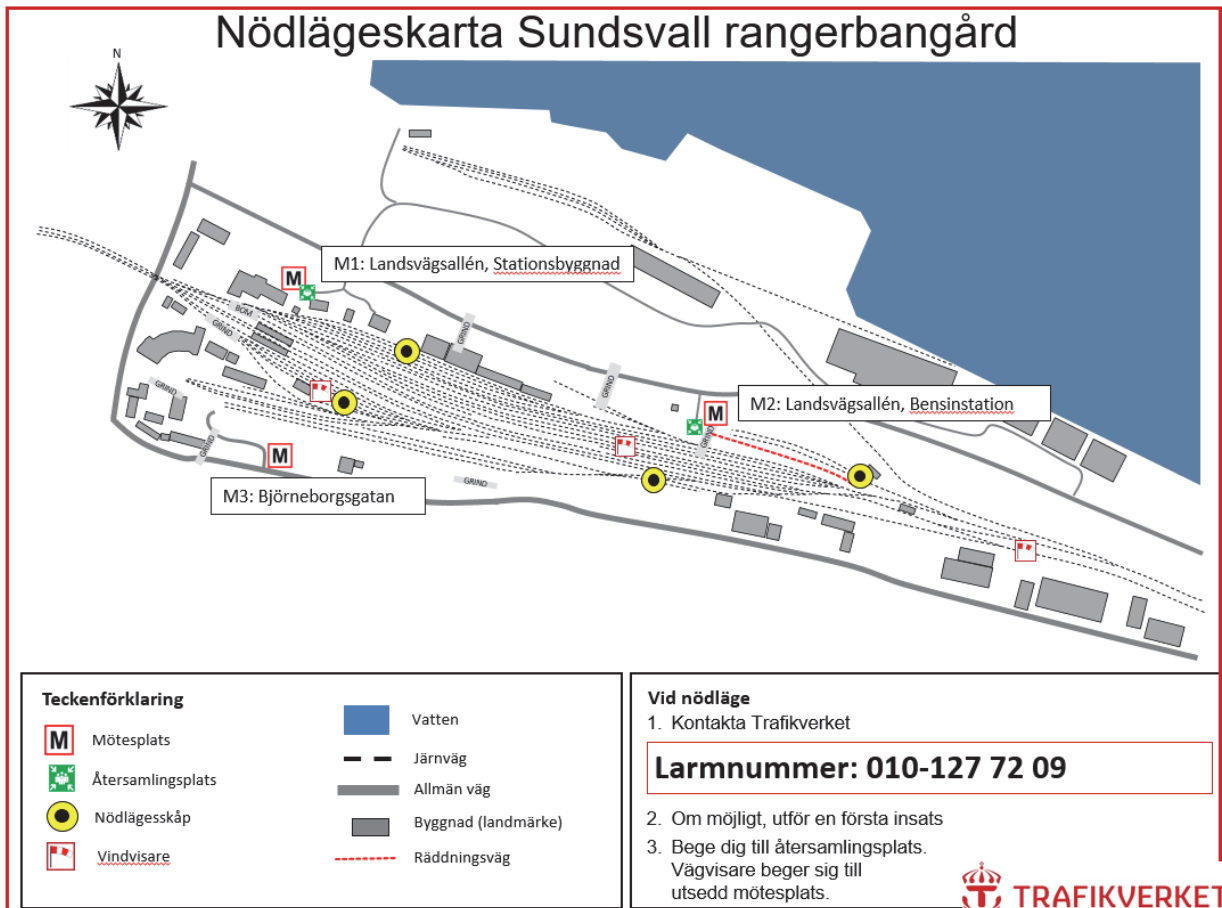 Nödlägeskarta Sundsvall rangerbangård
N
M1: Landsvägsallén, Stationsbyggnad
M
BOM
GRIND
GRIND
GRIND
GRIND
M2: Landsvägsallén, Bensinstation
M
GRIND
GRIND
M
GRIND
M3: Björneborgsgatan
Teckenförklaring
M Mötesplats
Återsamlingsplats
Nödlägesskåp
Vindvisare
Vatten
Järnväg
Allmän väg
Byggnad (landmärke)
Räddningsväg
Vid nödläge
1. Kontakta Trafikverket
Larmnummer: 010-127 72 09
2. Om möjligt, utför en första insats
3. Bege dig till återsamlingsplats.
Vägvisare beger sig till
utsedd mötesplats.
TRAFIKVERKET